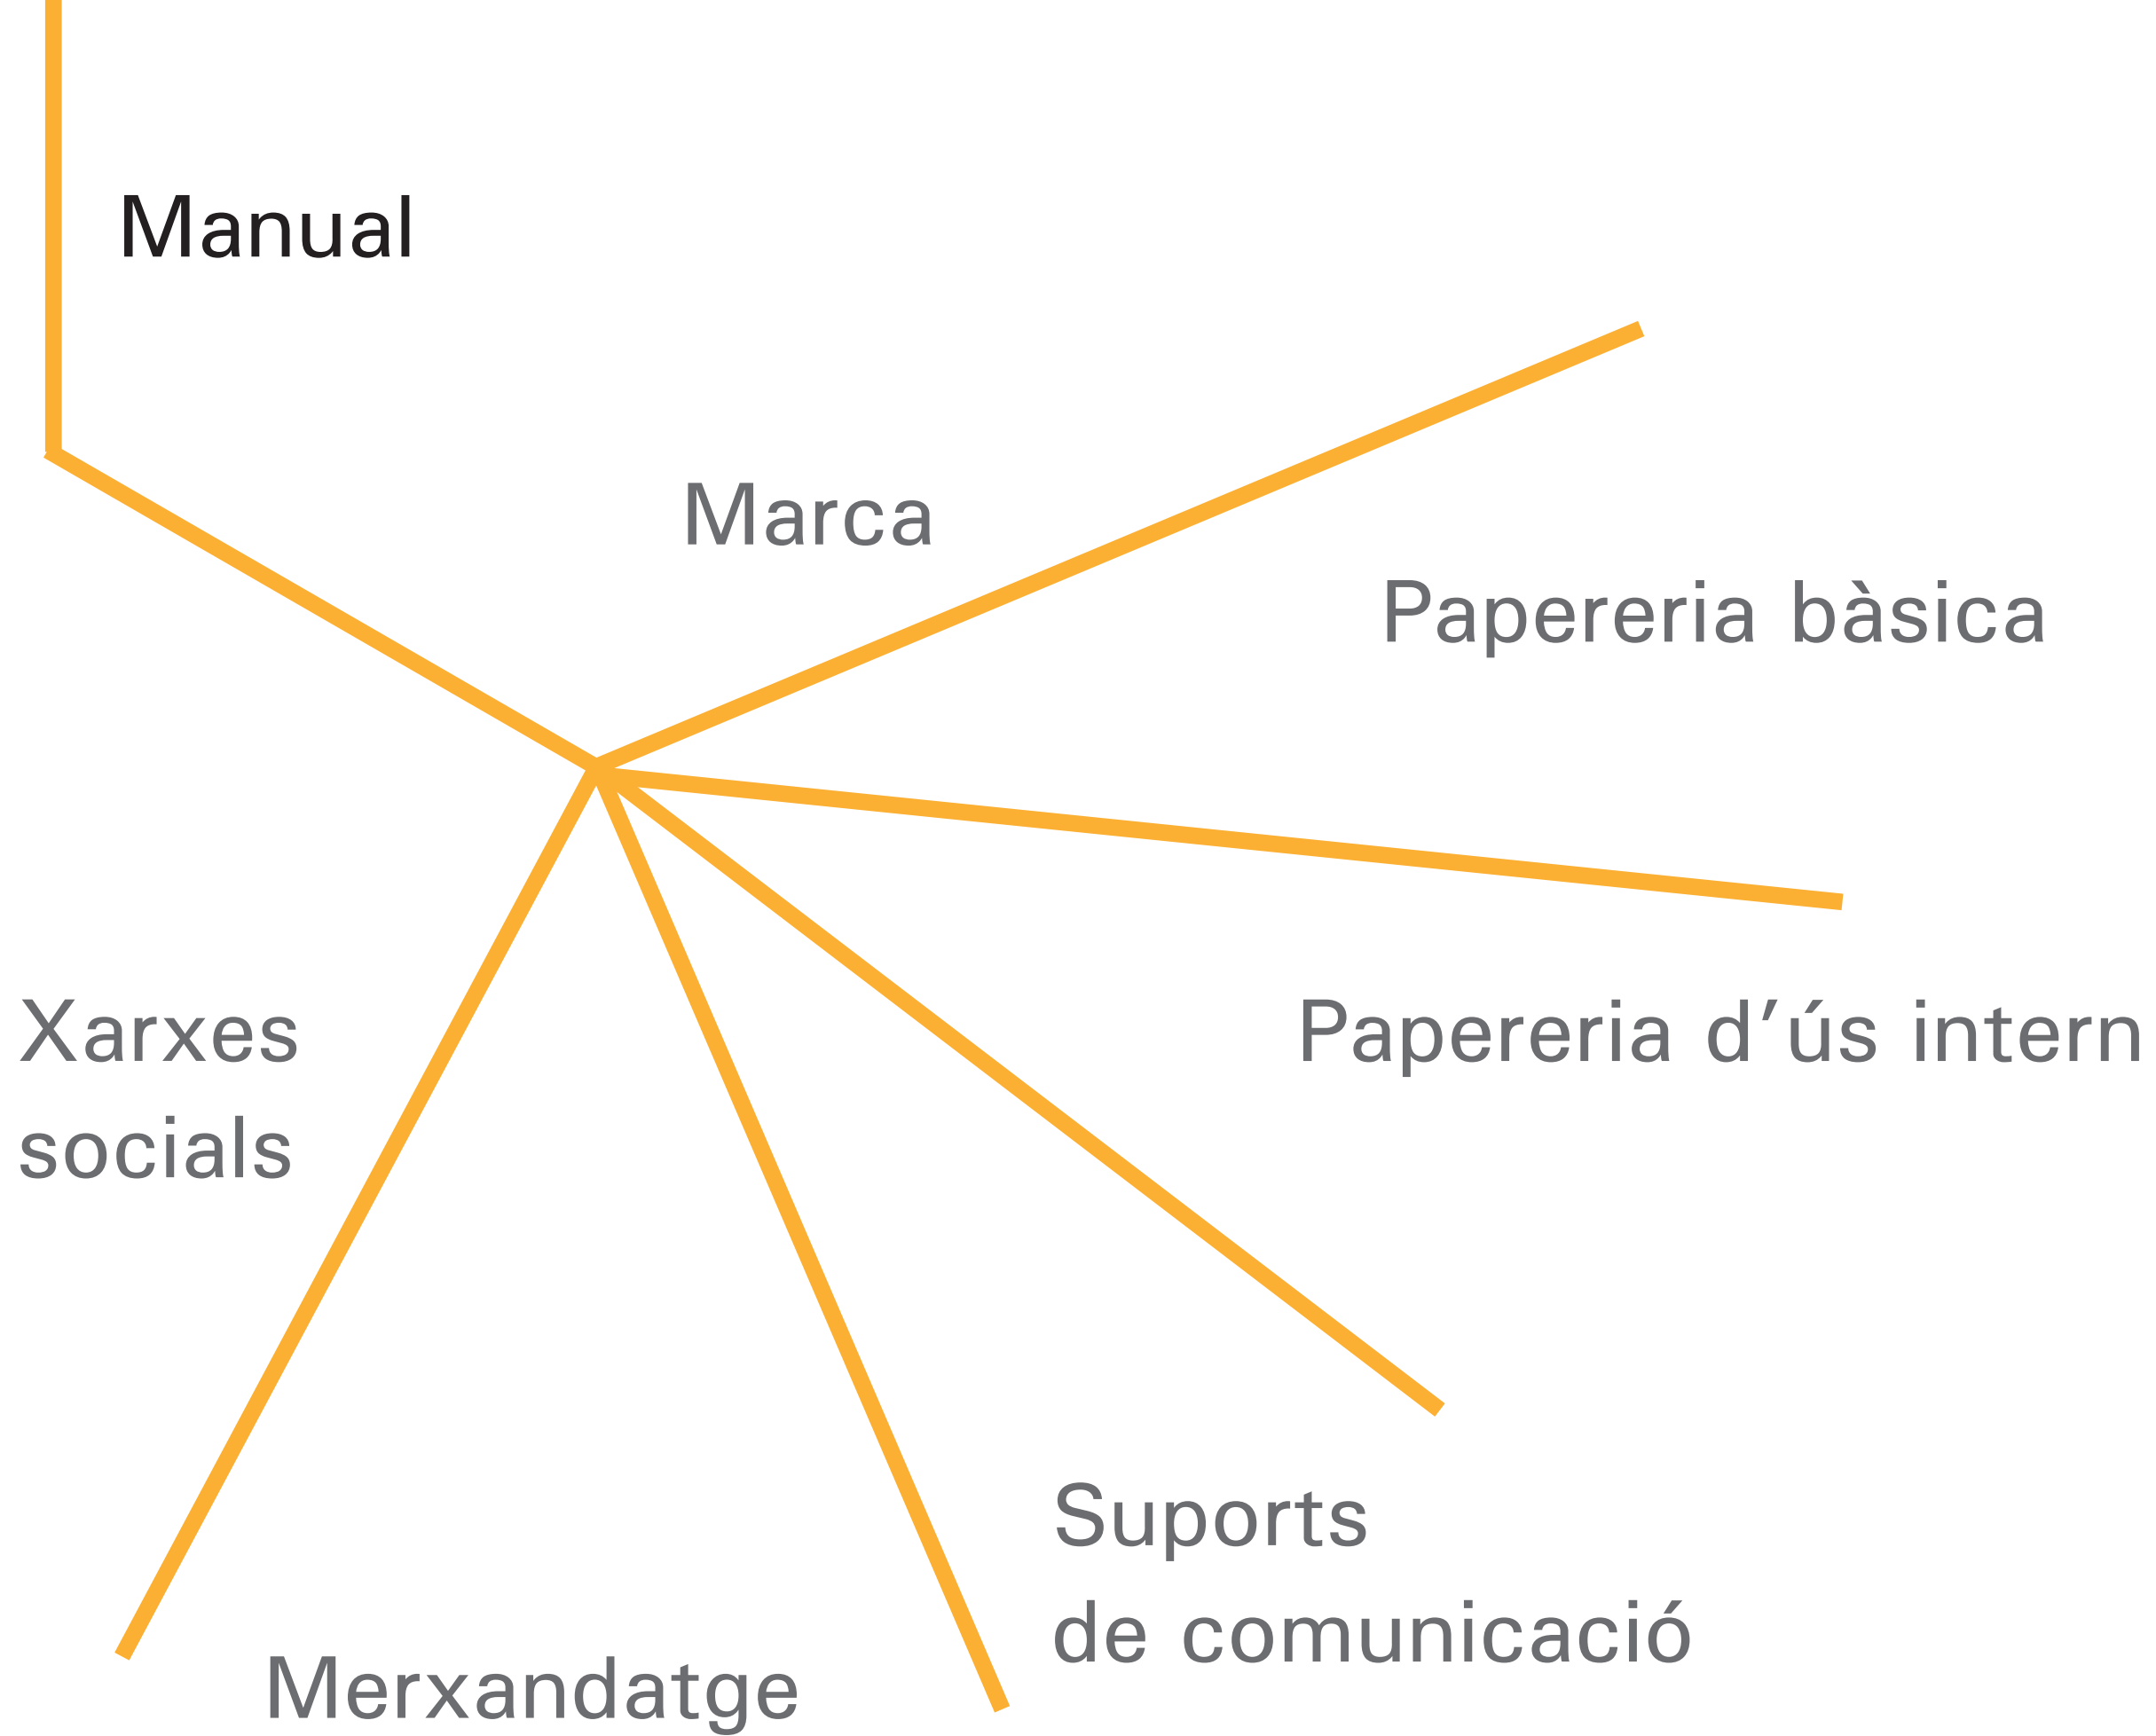 Manual
Marca
Papereria bàsica
Papereria d’ús intern
Xarxes
socials
Suports
de comunicació
Merxandatge